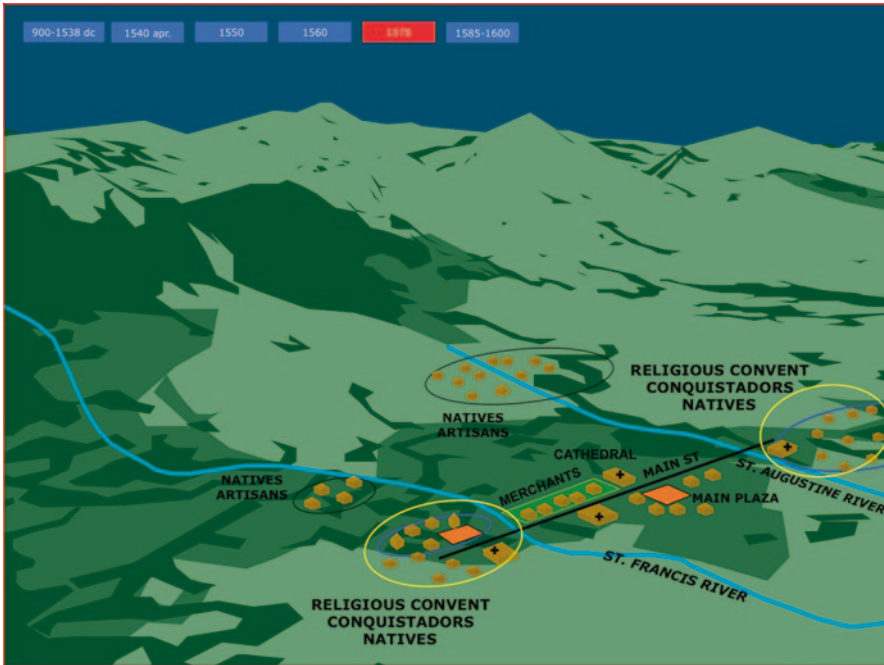 900-1538 dc
1540 apr.
1550
1560
1585-1600
RELIGIOUS CONVENT
CONQUISTADORS
NATIVES
NATIVES
ARTISANS
CATHEDRAL
MAIN ST
MERCHANTS
NATIVES
ARTISANS
ST. AUGUSTINE RIVER
MAIN PLAZA
ST. FRANCIS RIVER
RELIGIOUS CONVENT
CONQUISTADORS
NATIVES